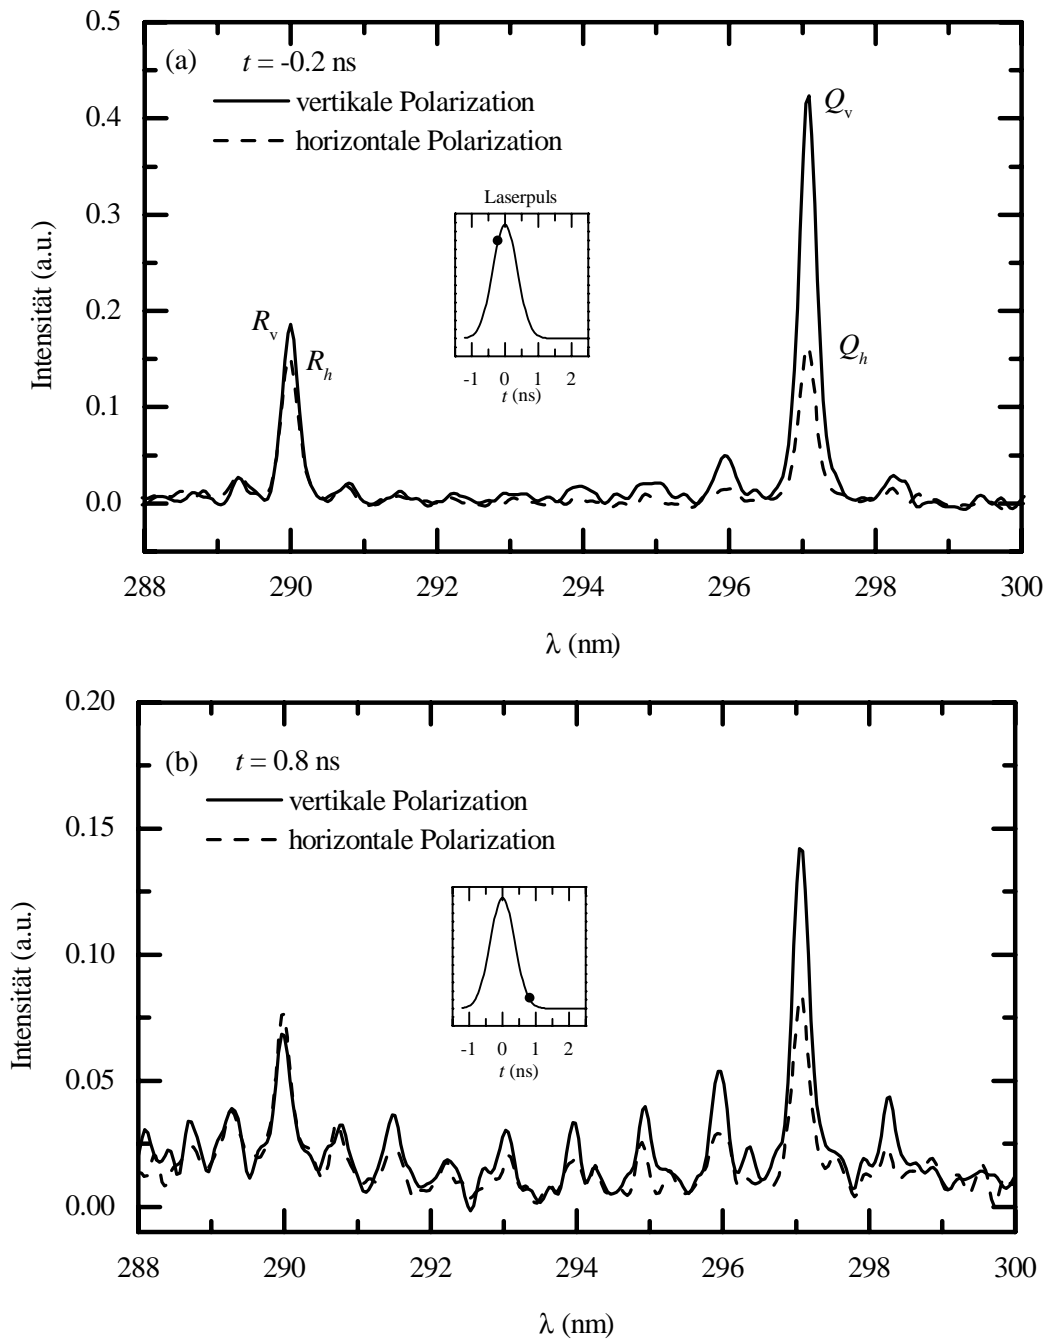 0.5
(a) t = -0.2 ns
vertikale Polarization
horizontale Polarization
0.4
0.3
0.2
0.1
0.0
Intensität (a.u.)
Qv
Qh
Rv
Rh
Laserpuls
-1 0 1 2
t (ns)
288 290 292 294 296 298 300
λ (nm)
0.20
(b) t = 0.8 ns
vertikale Polarization
horizontale Polarization
0.15
0.10
0.05
0.00
Intensität (a.u.)
-1 0 1 2
t (ns)
288 290 292 294 296 298 300
λ (nm)